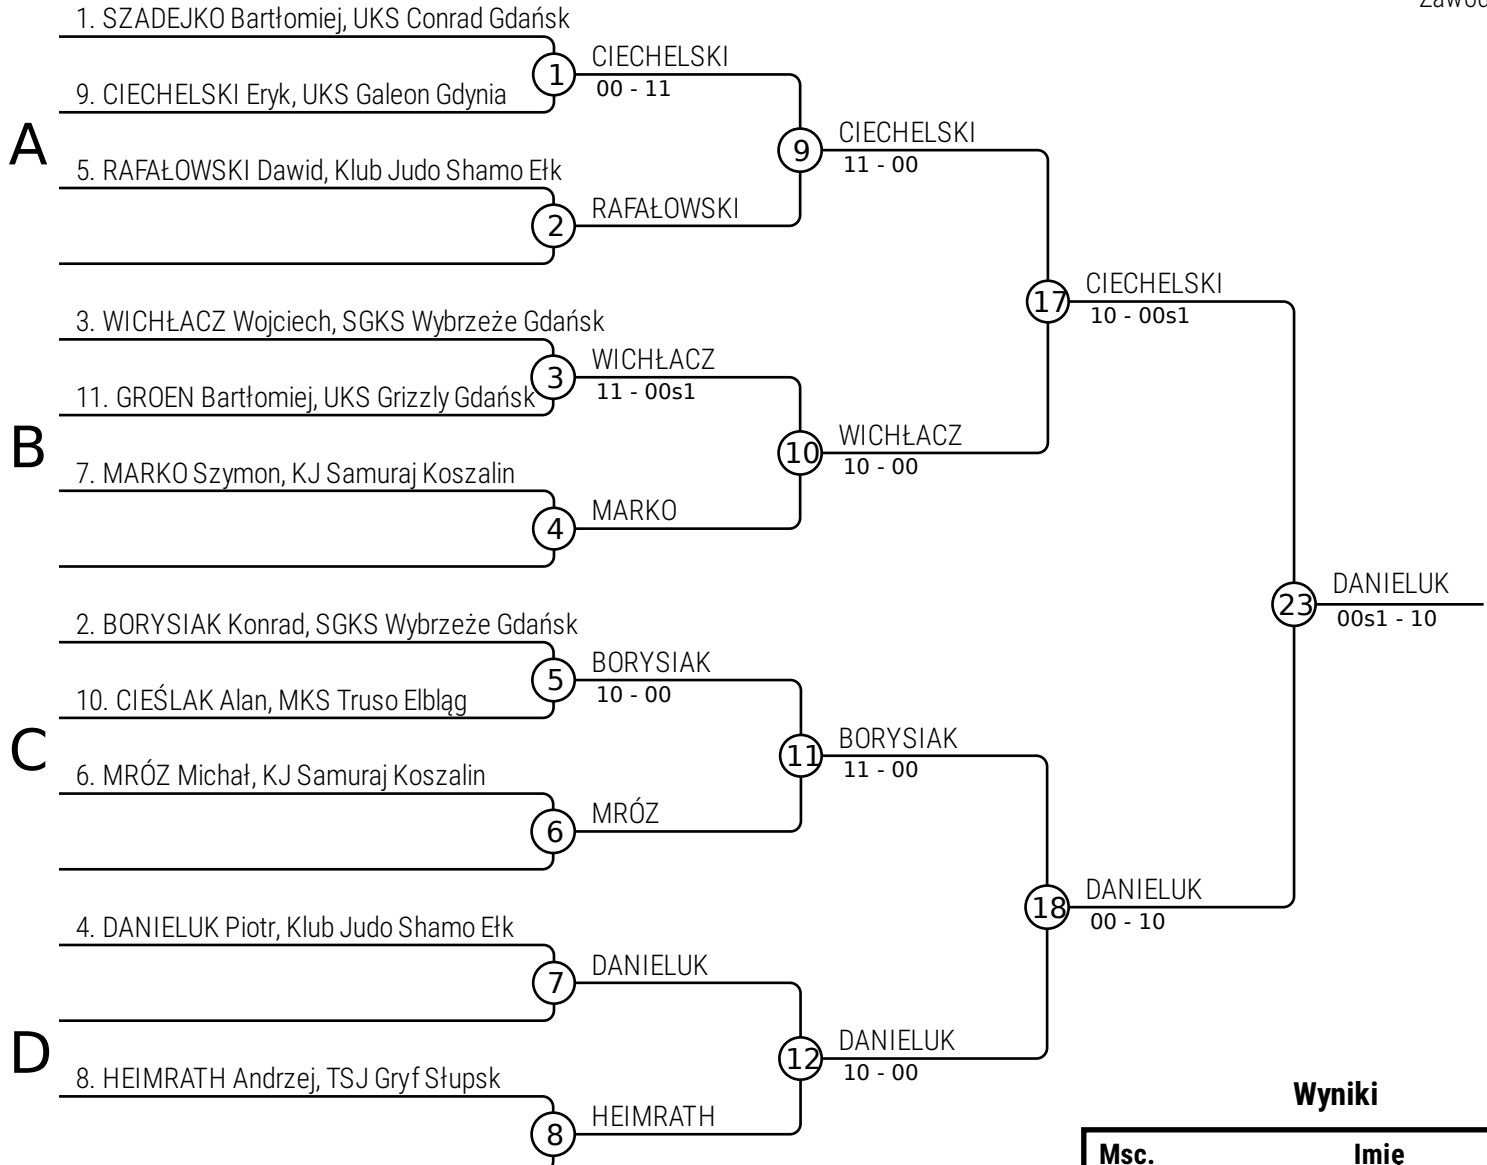 1. SZADEJKO Bartłomiej, UKS Conrad Gdańsk
1
CIECHELSKI
00 - 11
9. CIECHELSKI Eryk, UKS Galeon Gdynia
A
9
CIECHELSKI
11 - 00
5. RAFAŁOWSKI Dawid, Klub Judo Shamo Ełk
2
RAFAŁOWSKI
17
CIECHELSKI
10 - 00s1
3. WICHŁACZ Wojciech, SGKS Wybrzeże Gdańsk
3
WICHŁACZ
11 - 00s1
11. GROEN Bartłomiej, UKS Grizzly Gdańsk
B
10
WICHŁACZ
10 - 00
7. MARKO Szymon, KJ Samuraj Koszalin
4
MARKO
23
DANIELUK
00s1 - 10
2. BORYSIAK Konrad, SGKS Wybrzeże Gdańsk
5
BORYSIAK
10 - 00
10. CIEŚLAK Alan, MKS Truso Elbląg
C
11
BORYSIAK
11 - 00
6. MRÓZ Michał, KJ Samuraj Koszalin
6
MRÓZ
18
DANIELUK
00 - 10
4. DANIELUK Piotr, Klub Judo Shamo Ełk
7
DANIELUK
D
12
DANIELUK
10 - 00
8. HEIMRATH Andrzej, TSJ Gryf Słupsk
8
HEIMRATH
Wyniki
Msc. Imię